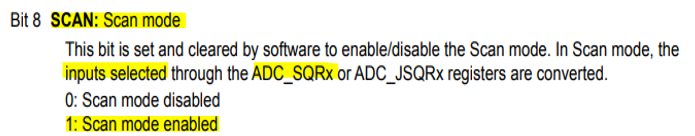 Bit 8 SCAN: Scan mode
This bit is set and cleared by software to enable/disable the Scan mode. In Scan mode, the
inputs selected through the ADC_SQRx or ADC_JSQRx registers are converted.
0: Scan mode disabled
1: Scan mode enabled